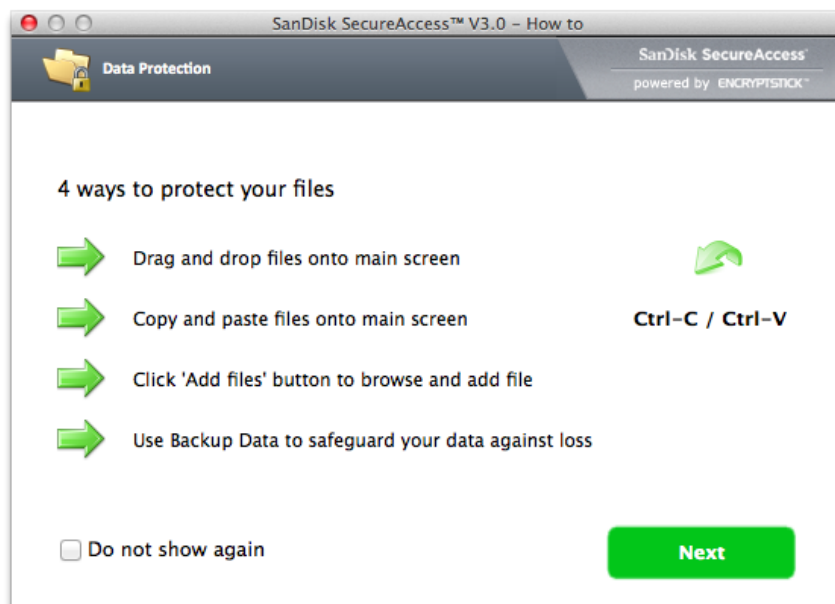 SanDisk SecureAccess™ V3.0 – How to
Data Protection
SanDisk SecureAccess™
powered by ENCRYPTSTICK™
4 ways to protect your files
Drag and drop files onto main screen
Copy and paste files onto main screen
Ctrl-C / Ctrl-V
Click 'Add files' button to browse and add file
Use Backup Data to safeguard your data against loss
Do not show again
Next